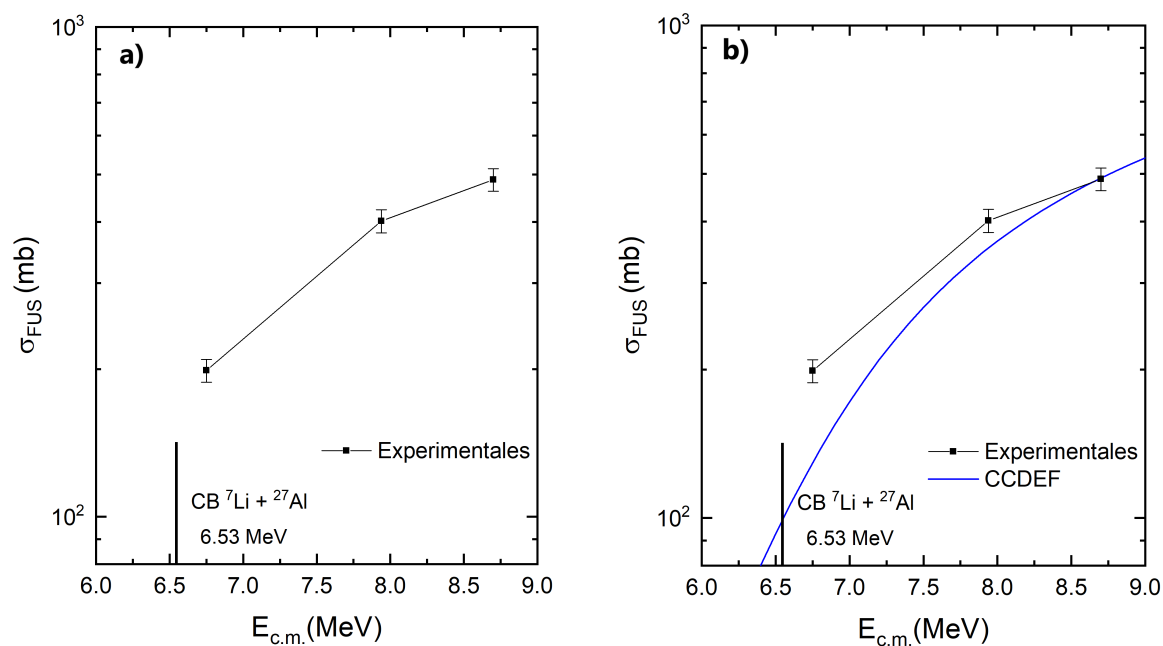 a)
10³
10²
σFUS (mb)
Experimentales
CB ⁷Li + ²⁷Al
6.53 MeV
6.0 6.5 7.0 7.5 8.0 8.5 9.0
Ec.m.(MeV)
b)
10³
10²
σFUS (mb)
Experimentales
CCDEF
CB ⁷Li + ²⁷Al
6.53 MeV
6.0 6.5 7.0 7.5 8.0 8.5 9.0
Ec.m.(MeV)